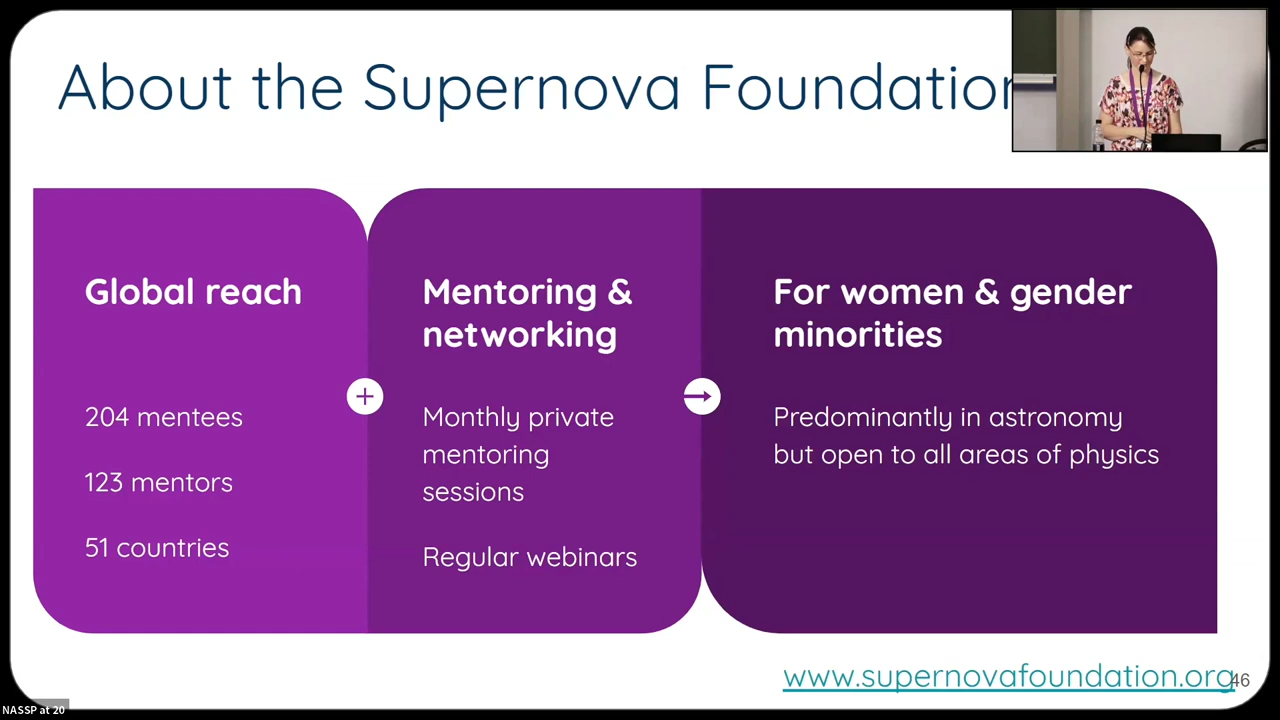 About the Supernova Foundation
Global reach
204 mentees
123 mentors
51 countries
Mentoring &
networking
Monthly private
mentoring
sessions
Regular webinars
For women & gender
minorities
Predominantly in astronomy
but open to all areas of physics
www.supernovafoundation.org
46
NASSP at 20